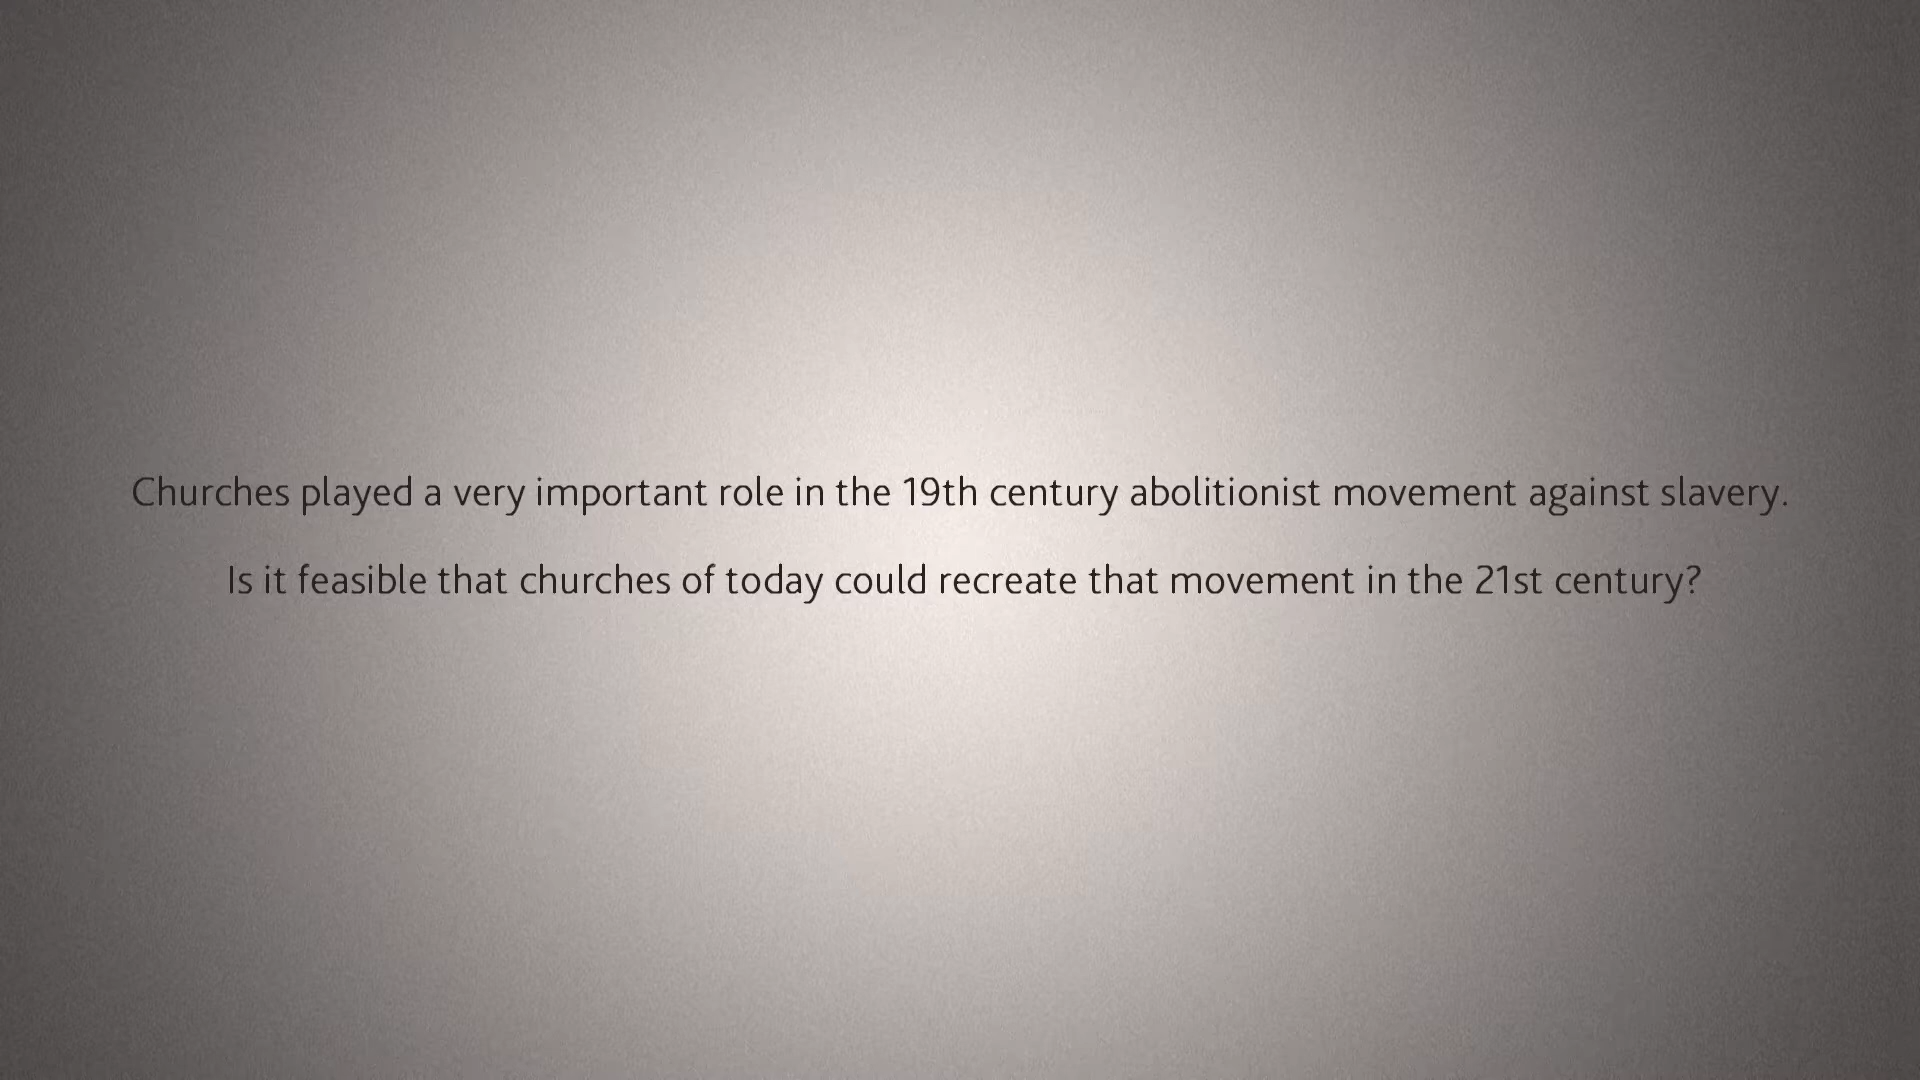 Churches played a very important role in the 19th century abolitionist movement against slavery.
Is it feasible that churches of today could recreate that movement in the 21st century?